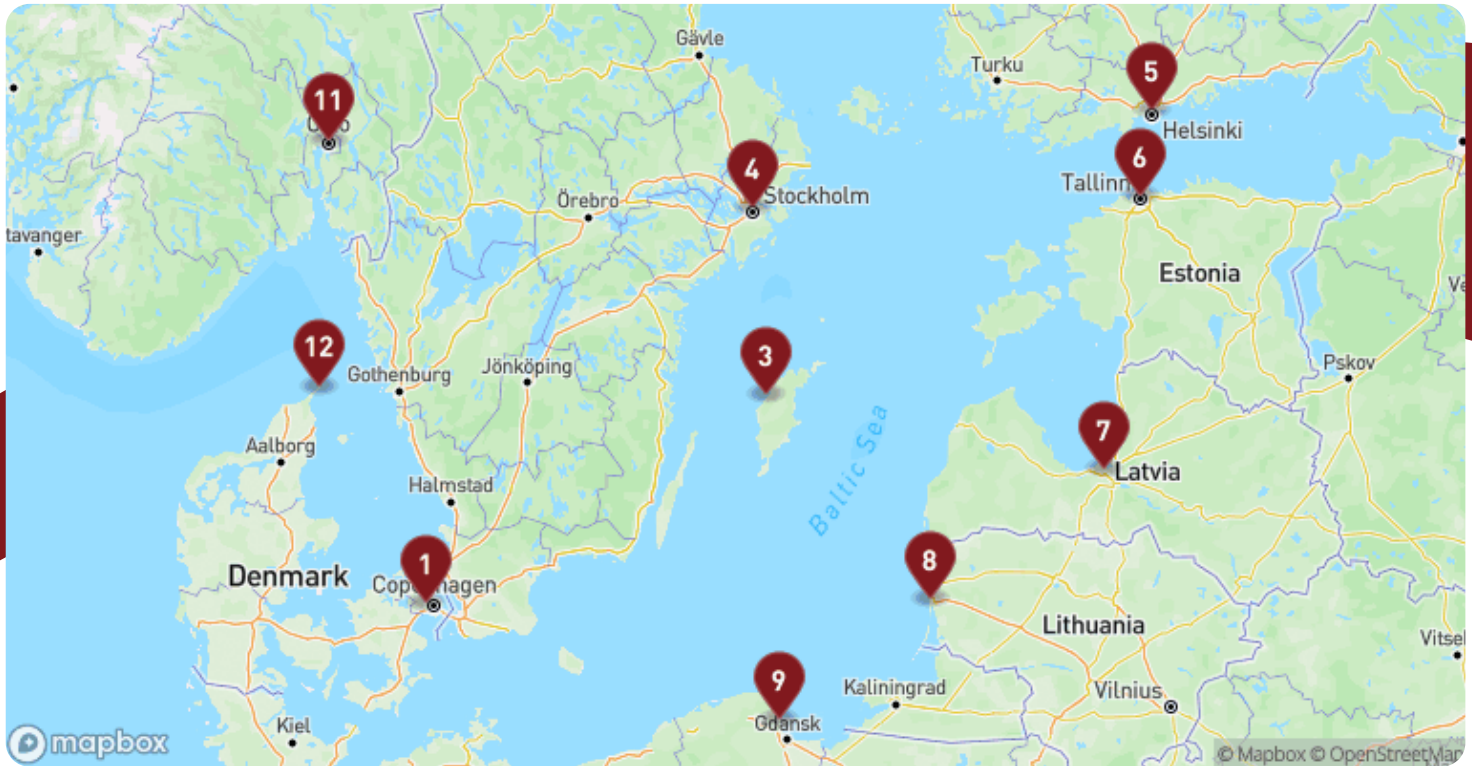 Gävle
Turku
5
11
Helsinki
6
4
Tallinn
Örebro
Stockholm
tavanger
Estonia
12
3
Gothenburg
Jönköping
Pskov
Aalborg
7
Latvia
Baltic Sea
Halmstad
1
8
Denmark
Copenhagen
Lithuania
Vitse
9
Kaliningrad
Vilnius
Gdansk
Kiel
mapbox
© Mapbox © OpenStreetMap